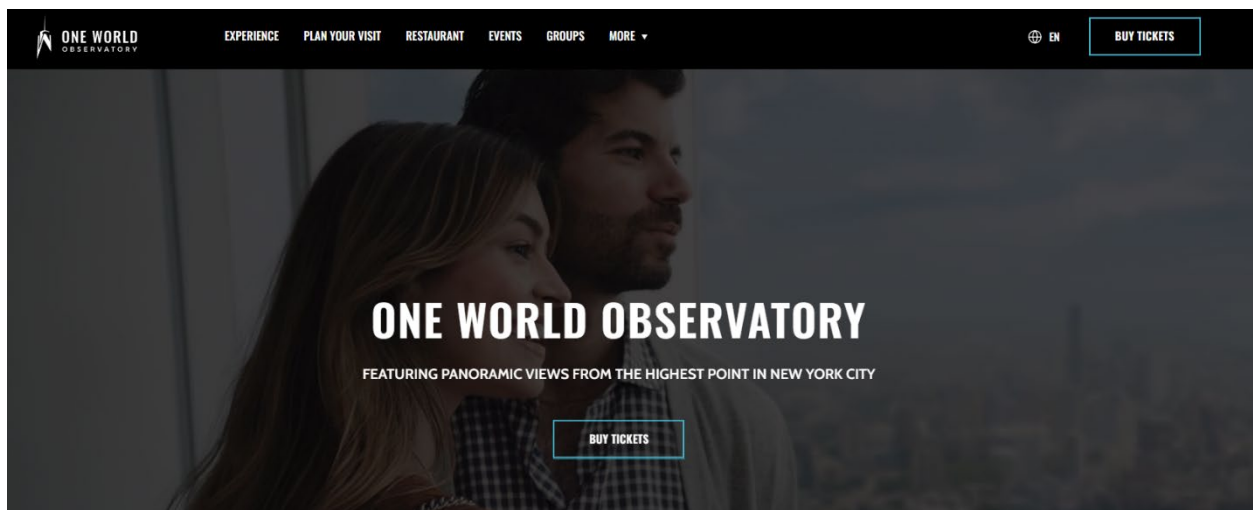 ONE WORLD
OBSERVATORY
EXPERIENCE
PLAN YOUR VISIT
RESTAURANT
EVENTS
GROUPS
MORE
EN
BUY TICKETS
ONE WORLD OBSERVATORY
FEATURING PANORAMIC VIEWS FROM THE HIGHEST POINT IN NEW YORK CITY
BUY TICKETS